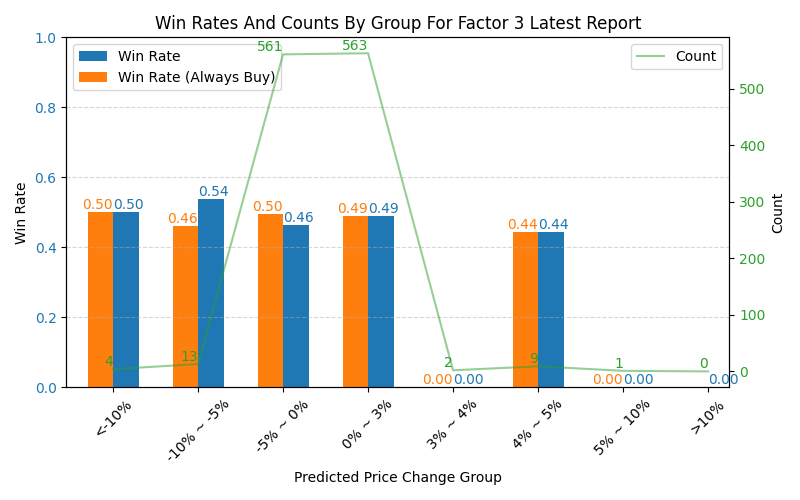 Win Rates And Counts By Group For Factor 3 Latest Report
Win Rate
Win Rate (Always Buy)
Count
1.0
0.8
0.6
0.4
0.2
0.0
Win Rate
500
400
300
200
100
0
Count
561
563
0.50 0.50
0.46 0.54
0.50 0.46
0.49 0.49
0.00 0.00
0.44 0.44
0.00 0.00
0.00
4
13
2
9
1
0
<-10%
-10% ~ -5%
-5% ~ 0%
0% ~ 3%
3% ~ 4%
4% ~ 5%
5% ~ 10%
>10%
Predicted Price Change Group